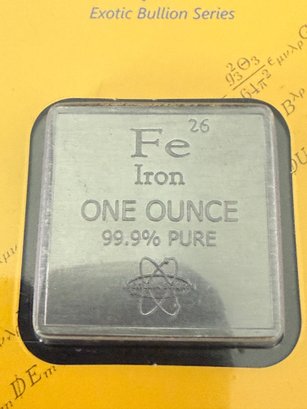 Exotic Bullion Series
26
Fe
Iron
ONE OUNCE
99.9% PURE